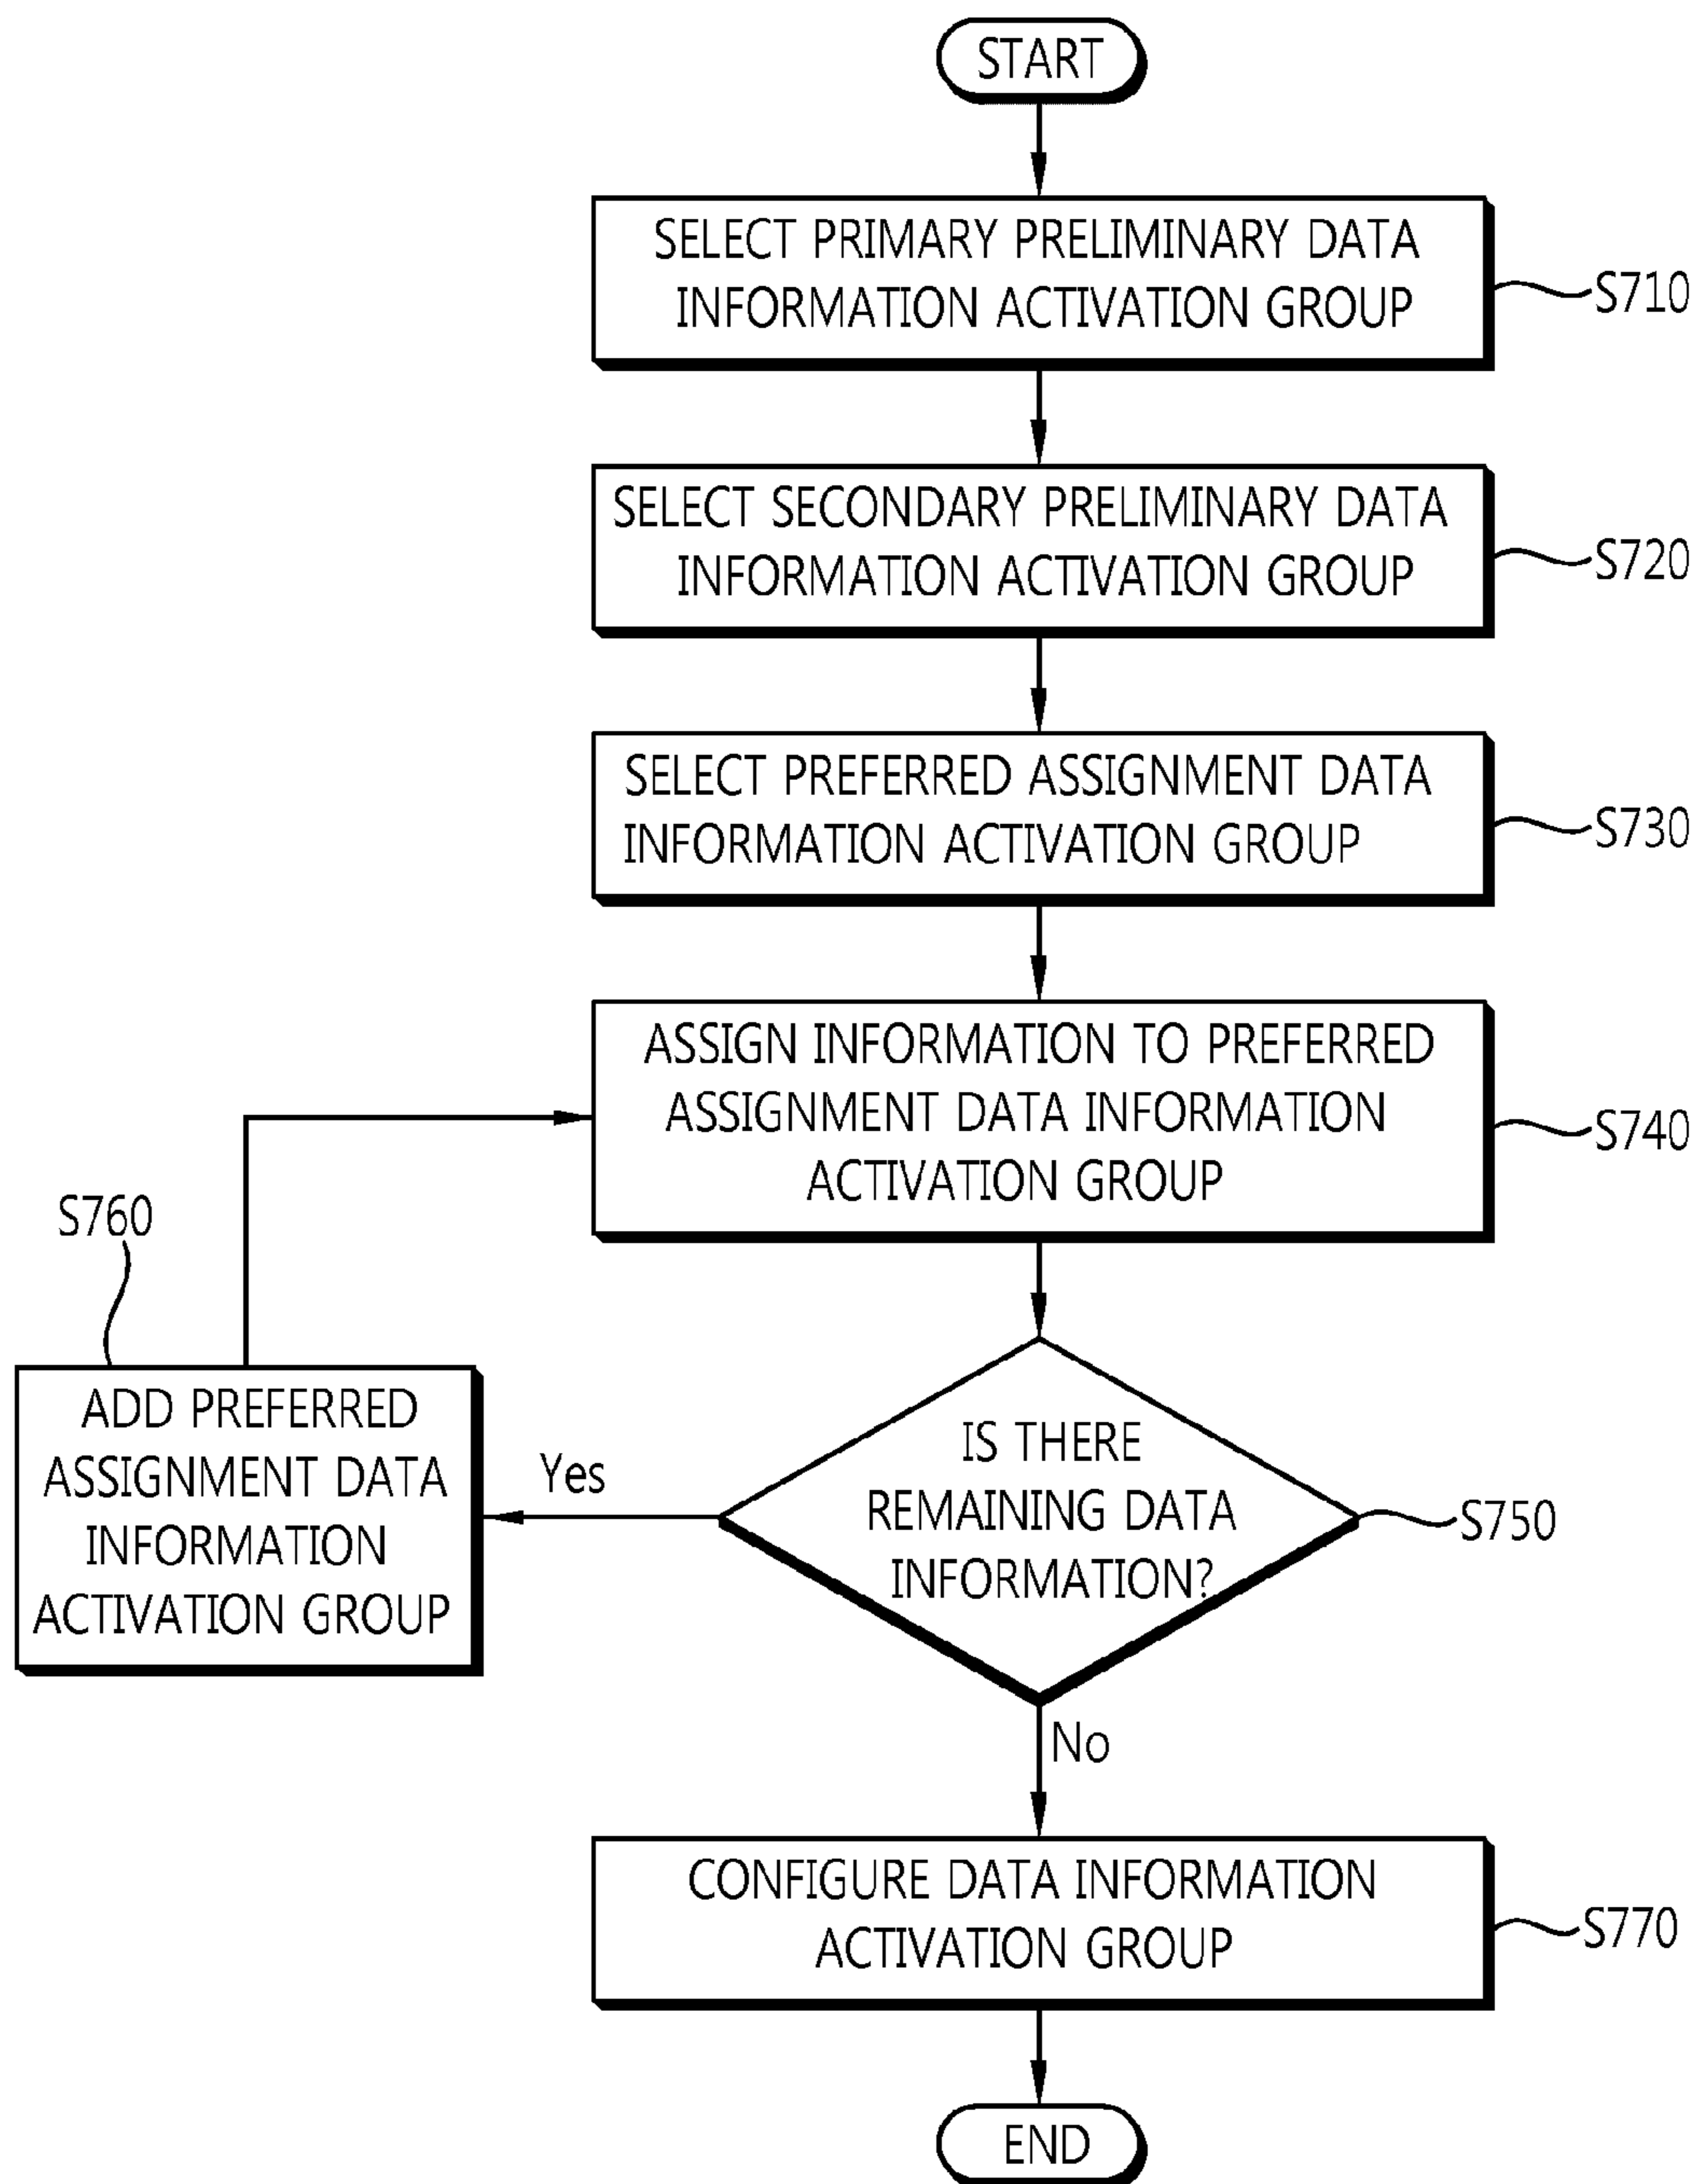 START
SELECT PRIMARY PRELIMINARY DATA
INFORMATION ACTIVATION GROUP
S710
SELECT SECONDARY PRELIMINARY DATA
INFORMATION ACTIVATION GROUP
S720
SELECT PREFERRED ASSIGNMENT DATA
INFORMATION ACTIVATION GROUP
S730
ASSIGN INFORMATION TO PREFERRED
ASSIGNMENT DATA INFORMATION
ACTIVATION GROUP
S740
S760
ADD PREFERRED
ASSIGNMENT DATA
INFORMATION
ACTIVATION GROUP
Yes
IS THERE
REMAINING DATA
INFORMATION?
S750
No
CONFIGURE DATA INFORMATION
ACTIVATION GROUP
S770
END